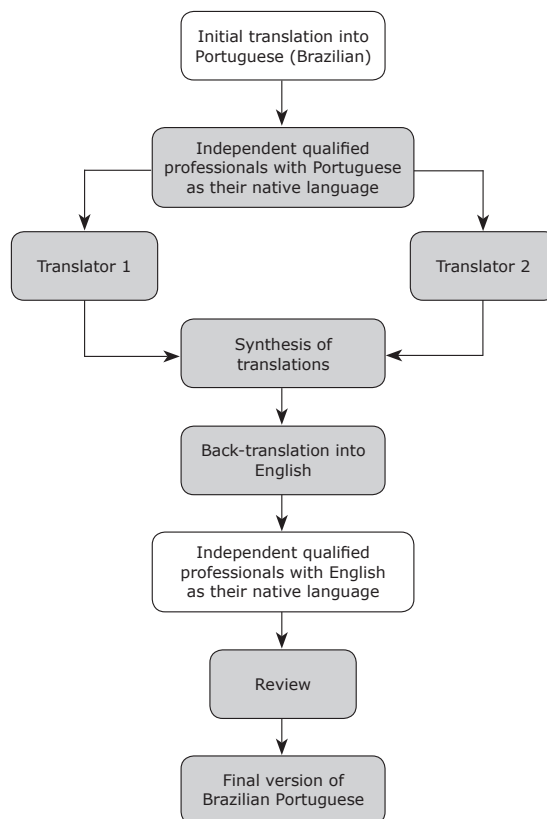 Initial translation into
Portuguese (Brazilian)
Independent qualified
professionals with Portuguese
as their native language
Translator 1
Translator 2
Synthesis of
translations
Back-translation into
English
Independent qualified
professionals with English
as their native language
Review
Final version of
Brazilian Portuguese